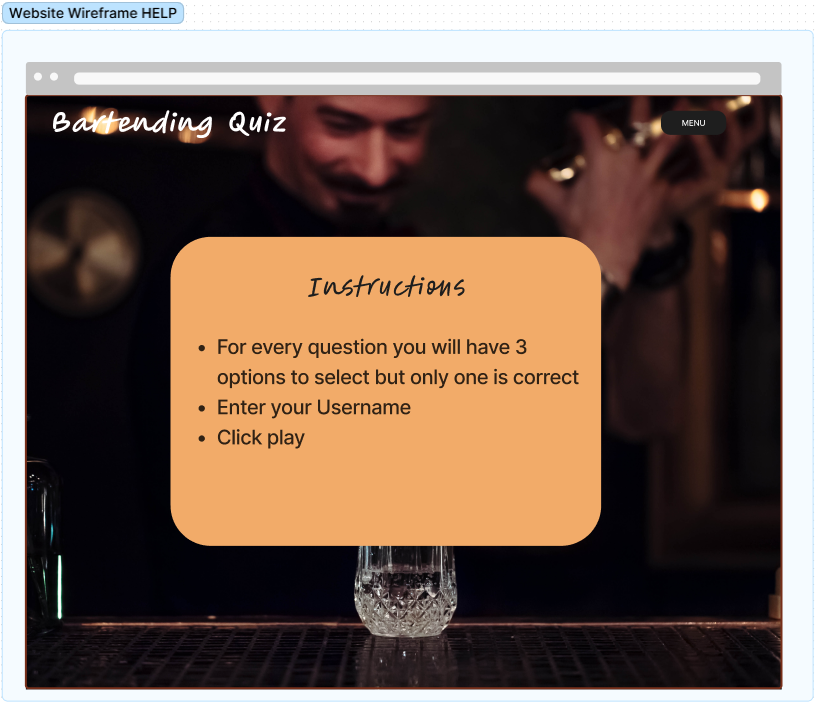 Website Wireframe HELP
Bartending Quiz
MENU
Instructions
• For every question you will have 3
options to select but only one is correct
• Enter your Username
• Click play